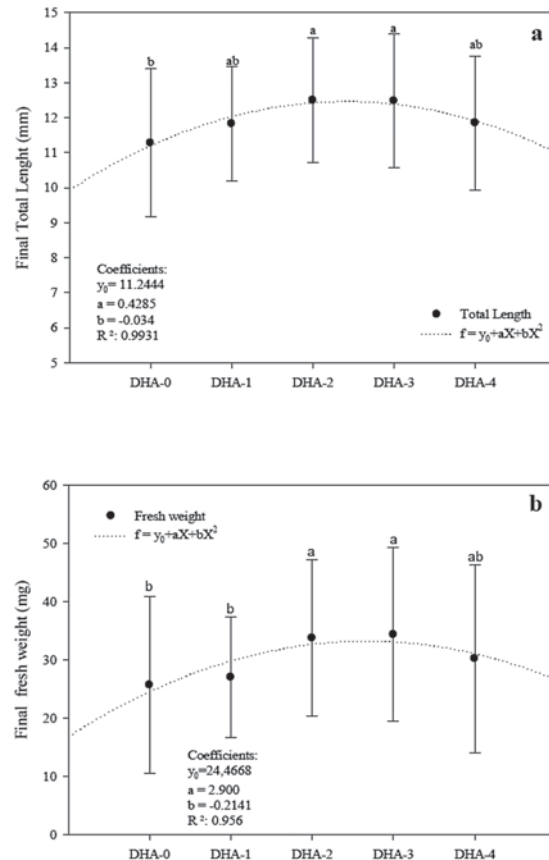 15
14
13
12
11
10
9
8
7
6
5
Final Total Lenght (mm)
a
b
ab
a
a
ab
Coefficients:
y₀= 11.2444
a = 0.4285
b = -0.034
R²: 0.9931
Total Length
f = y₀+aX+bX²
DHA-0
DHA-1
DHA-2
DHA-3
DHA-4
60
50
40
30
20
10
0
Final fresh weight (mg)
b
Fresh weight
f = y₀+aX+bX²
b
b
a
a
ab
Coefficients:
y₀=24,4668
a = 2.900
b = -0.2141
R²: 0.956
DHA-0
DHA-1
DHA-2
DHA-3
DHA-4